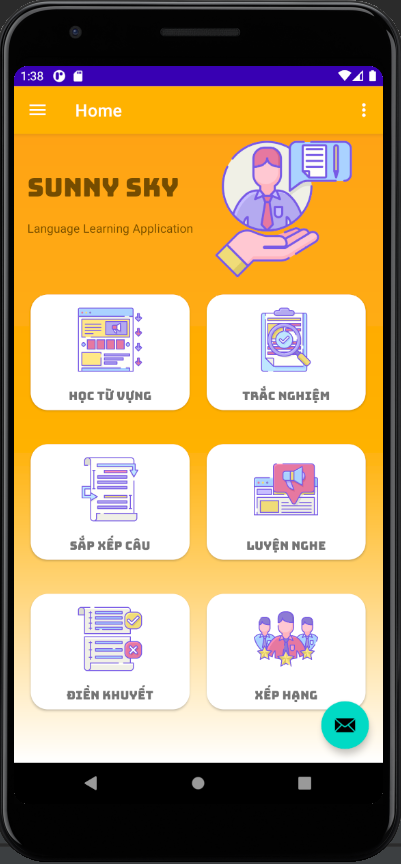 1:38
Home
SUNNY SKY
Language Learning Application
HỌC TỪ VỰNG
TRẮC NGHIỆM
SẮP XẾP CÂU
LUYỆN NGHE
ĐIỀN KHUYẾT
XẾP HẠNG